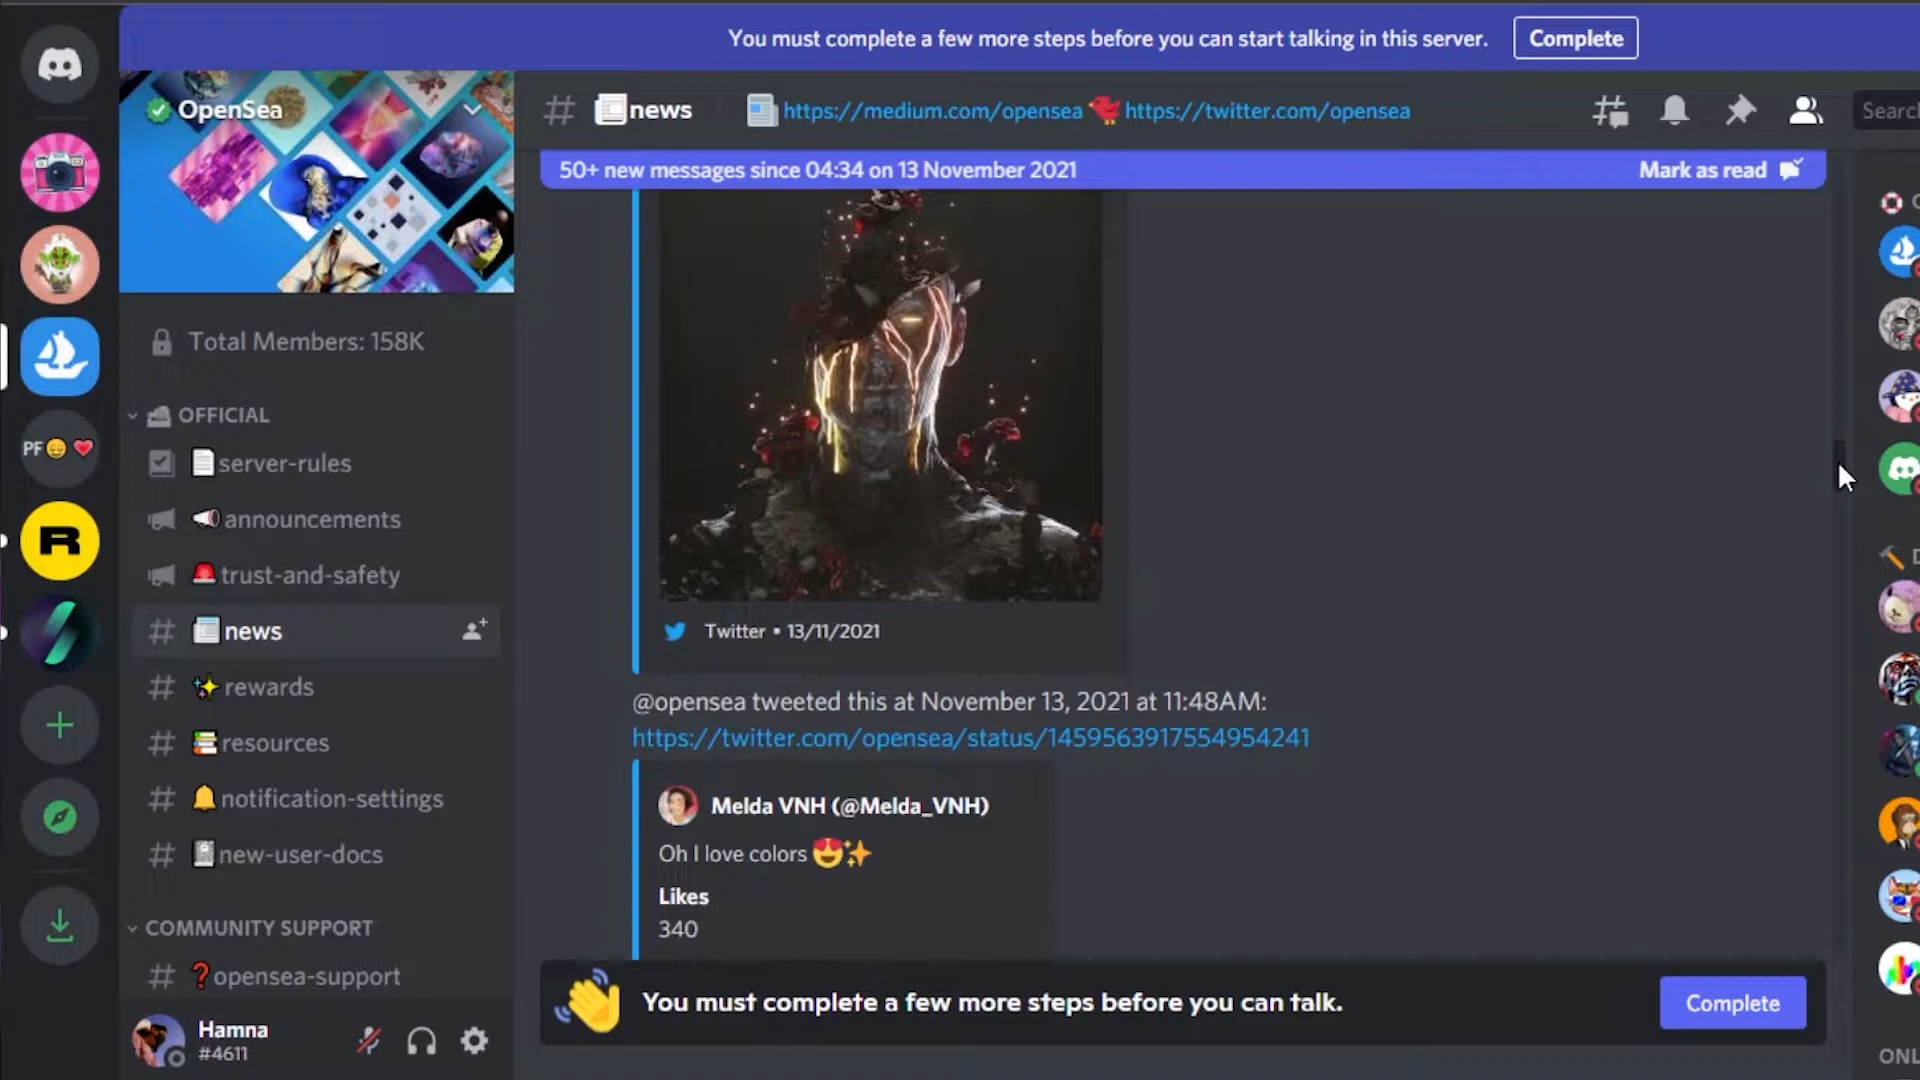 You must complete a few more steps before you can start talking in this server.
Complete
OpenSea
news
https://medium.com/opensea
https://twitter.com/opensea
Search
50+ new messages since 04:34 on 13 November 2021
Mark as read
Total Members: 158K
OFFICIAL
server-rules
announcements
trust-and-safety
news
rewards
resources
notification-settings
new-user-docs
COMMUNITY SUPPORT
opensea-support
PF
R
Hamna
#4611
Twitter • 13/11/2021
@opensea tweeted this at November 13, 2021 at 11:48AM:
https://twitter.com/opensea/status/1459563917554954241
Melda VNH (@Melda_VNH)
Oh I love colors 😍✨
Likes
340
You must complete a few more steps before you can talk.
Complete
ONL